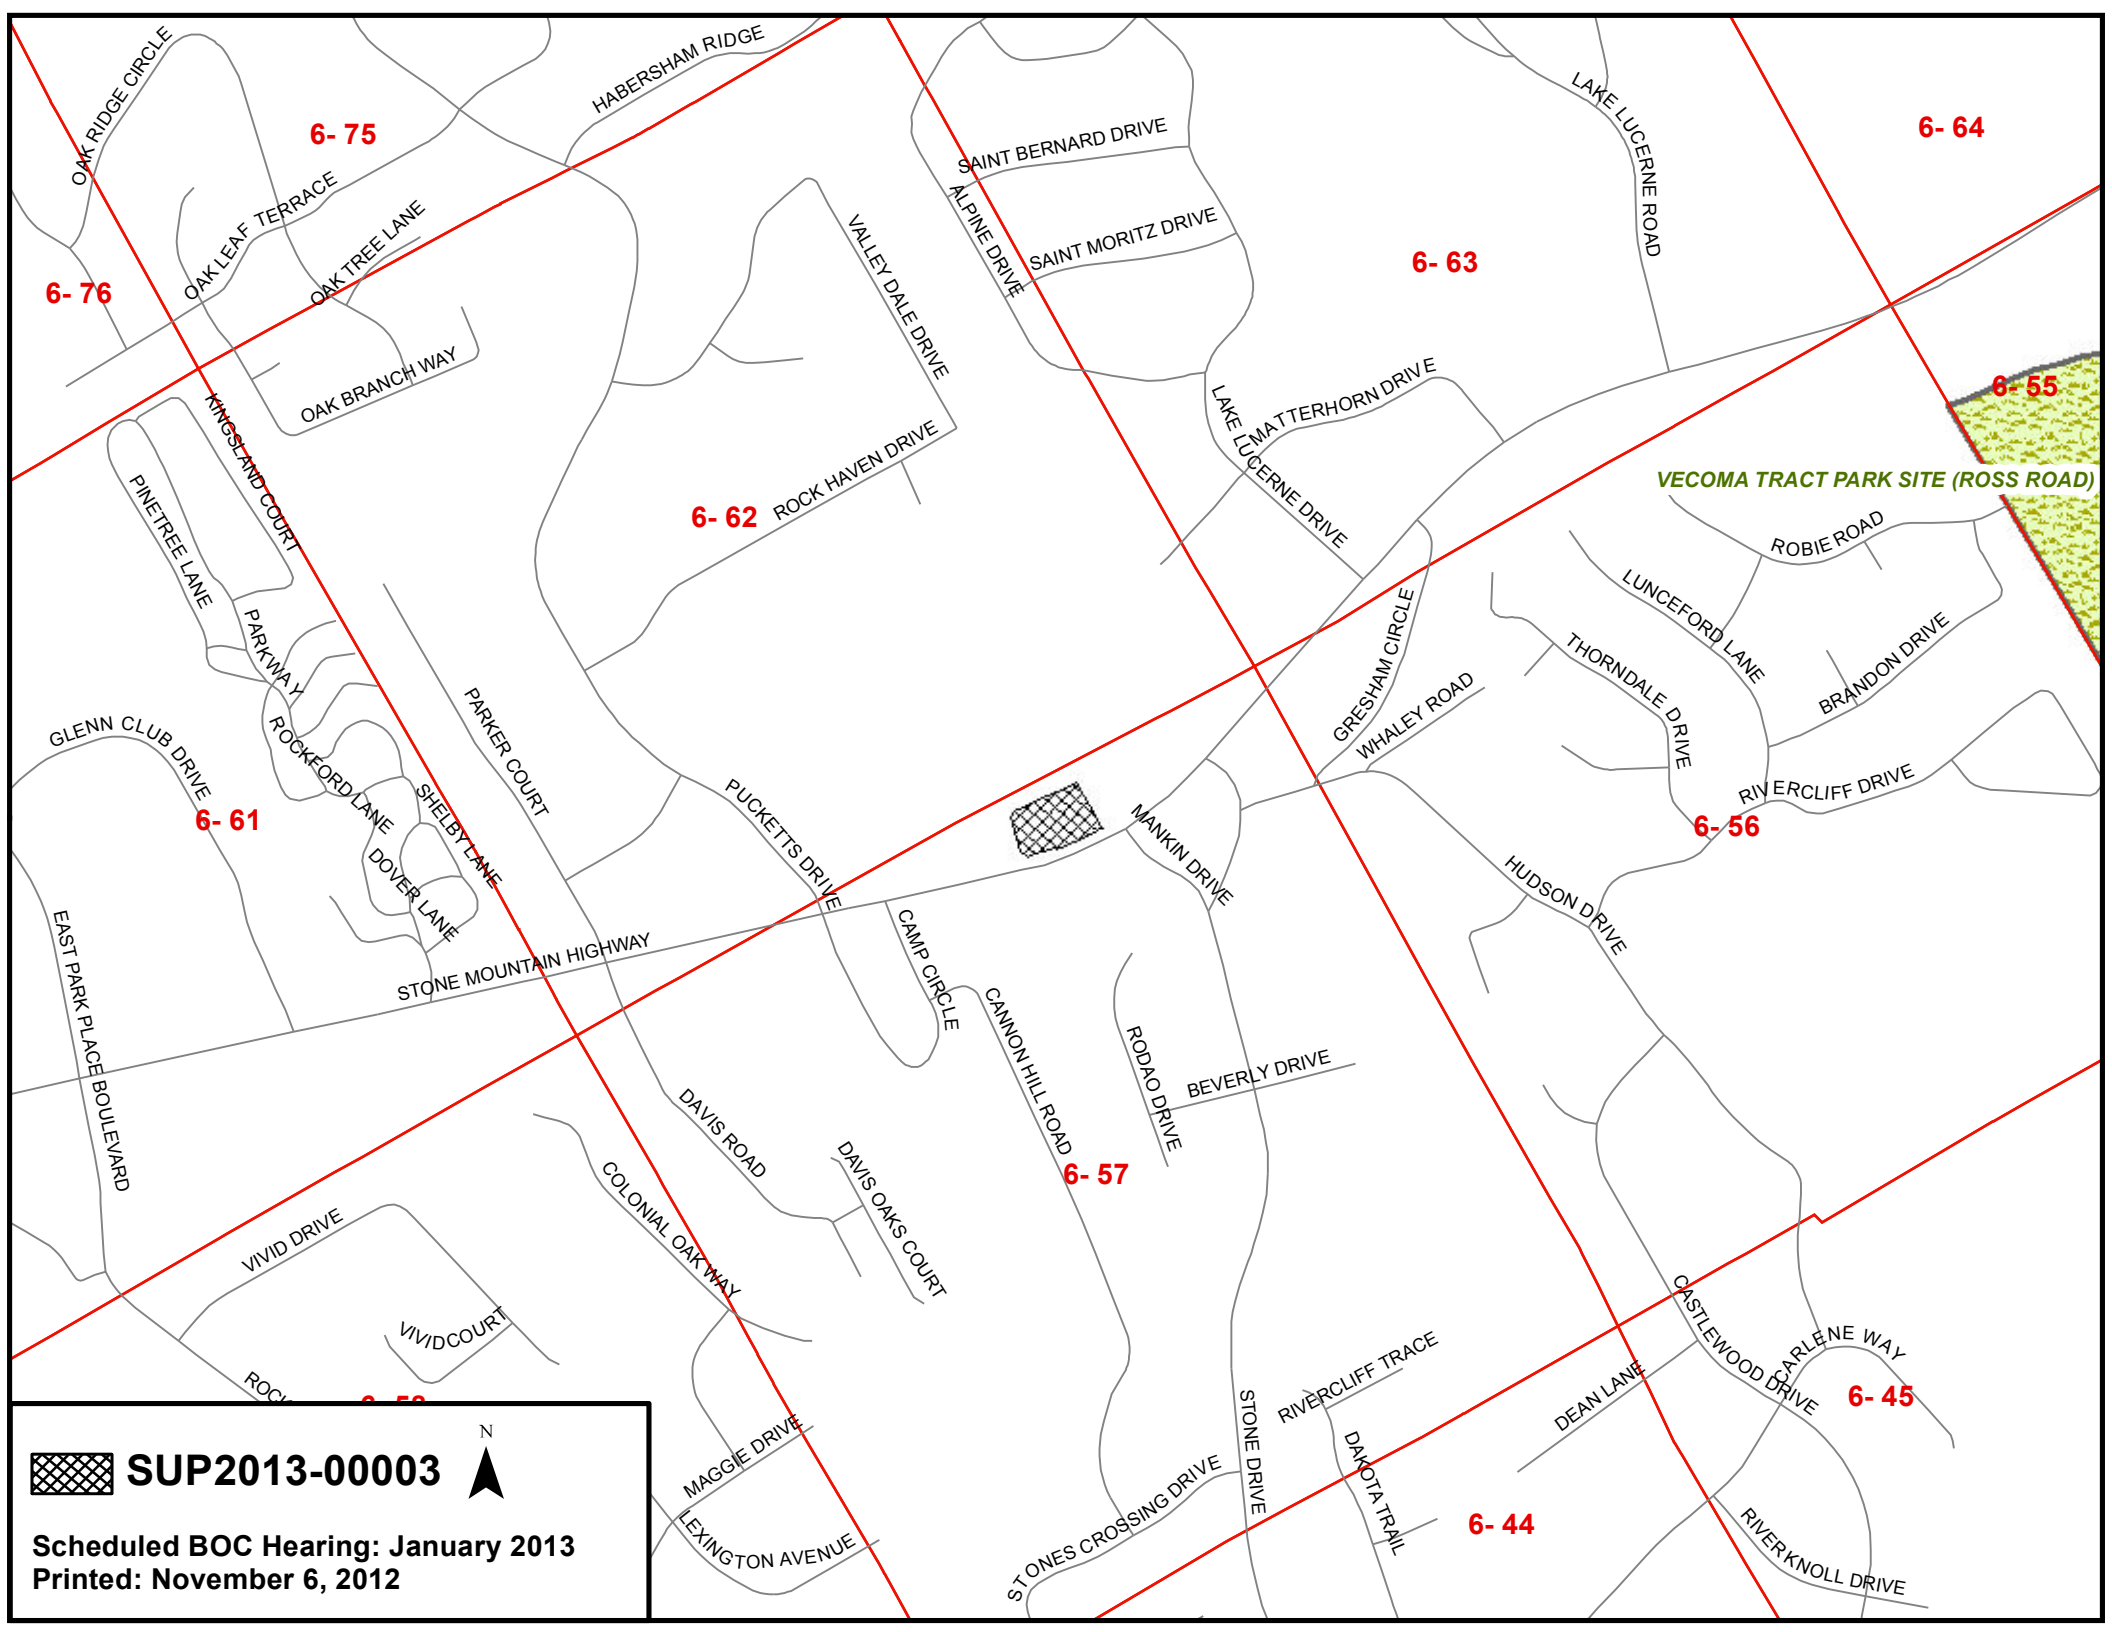 OAK RIDGE CIRCLE
HABERSHAM RIDGE
6- 75
SAINT BERNARD DRIVE
LAKE LUCERNE ROAD
6- 64
OAK LEAF TERRACE
OAK TREE LANE
VALLEY DALE DRIVE
ALPINE DRIVE
SAINT MORITZ DRIVE
6- 63
6- 76
OAK BRANCH WAY
KINGSLAND COURT
MATTERHORN DRIVE
LAKE LUCERNE DRIVE
6- 55
VECOMA TRACT PARK SITE (ROSS ROAD)
PINETREE LANE
6- 62
ROCK HAVEN DRIVE
ROBIE ROAD
LUNCEFORD LANE
PARKWAY
GRESHAM CIRCLE
THORNDALE DRIVE
BRANDON DRIVE
GLENN CLUB DRIVE
ROCKFORD LANE
PARKER COURT
WHALEY ROAD
6- 61
SHELBY LANE
PUCKETTS DRIVE
MANKIN DRIVE
RIVERCLIFF DRIVE
6- 56
DOVER LANE
HUDSON DRIVE
EAST PARK PLACE BOULEVARD
STONE MOUNTAIN HIGHWAY
CAMP CIRCLE
CANNON HILL ROAD
RODAO DRIVE
BEVERLY DRIVE
DAVIS ROAD
DAVIS OAKS COURT
6- 57
COLONIAL OAK WAY
VIVID DRIVE
VIVID COURT
CASTLEWOOD DRIVE
CARLENE WAY
RIVERCLIFF TRACE
DEAN LANE
6- 45
STONE DRIVE
MAGGIE DRIVE
DAKOTA TRAIL
STONES CROSSING DRIVE
6- 44
LEXINGTON AVENUE
RIVERKNOLL DRIVE
N
SUP2013-00003
Scheduled BOC Hearing: January 2013
Printed: November 6, 2012